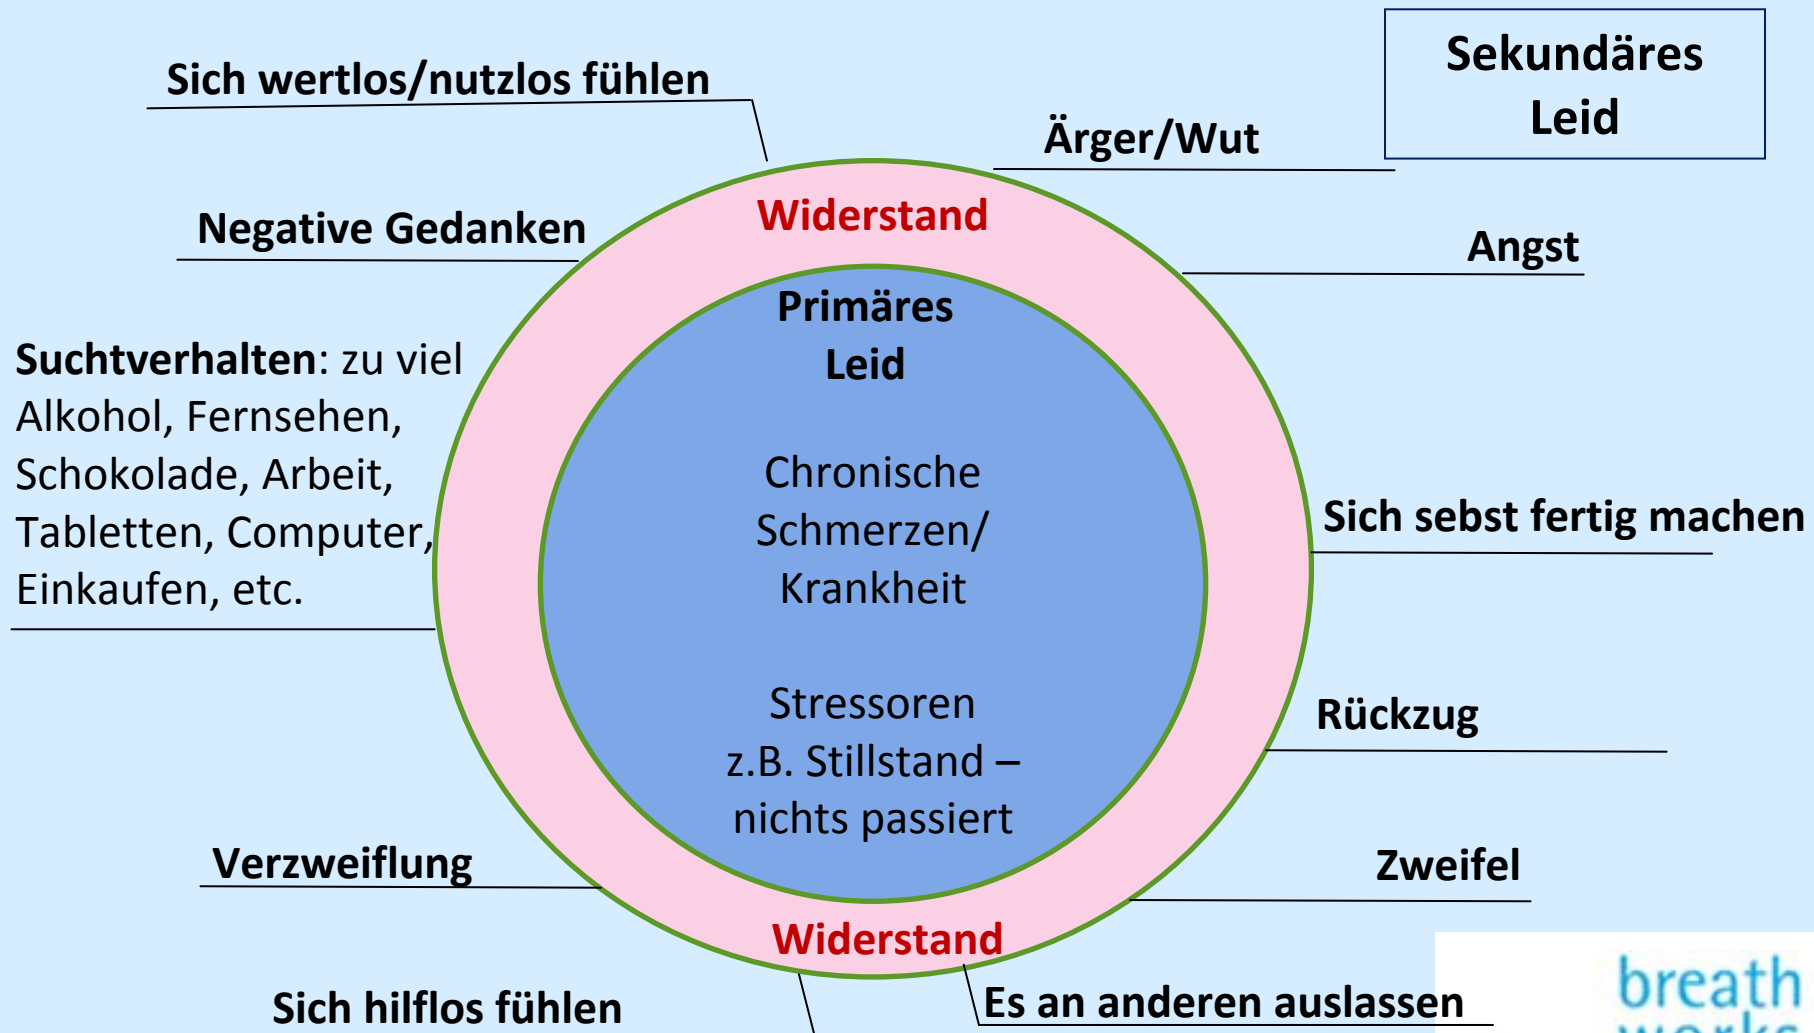 Sekundäres
Leid
Sich wertlos/nutzlos fühlen
Ärger/Wut
Widerstand
Negative Gedanken
Angst
Primäres
Leid
Suchtverhalten: zu viel
Alkohol, Fernsehen,
Schokolade, Arbeit,
Tabletten, Computer,
Einkaufen, etc.
Chronische
Schmerzen/
Krankheit
Sich sebst fertig machen
Stressoren
z.B. Stillstand –
nichts passiert
Rückzug
Verzweiflung
Zweifel
Widerstand
Sich hilflos fühlen
Es an anderen auslassen
breath
works